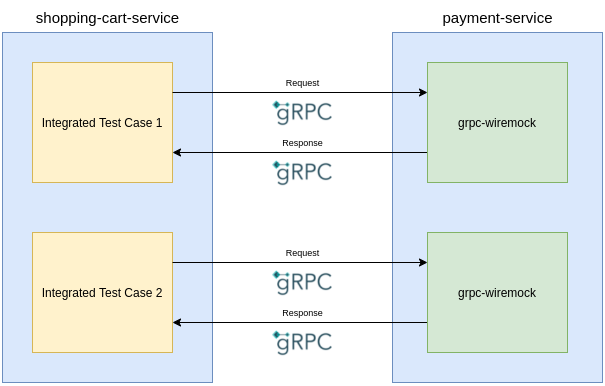 shopping-cart-service
payment-service
Integrated Test Case 1
Request
gRPC
Response
gRPC
grpc-wiremock
Integrated Test Case 2
Request
gRPC
Response
gRPC
grpc-wiremock